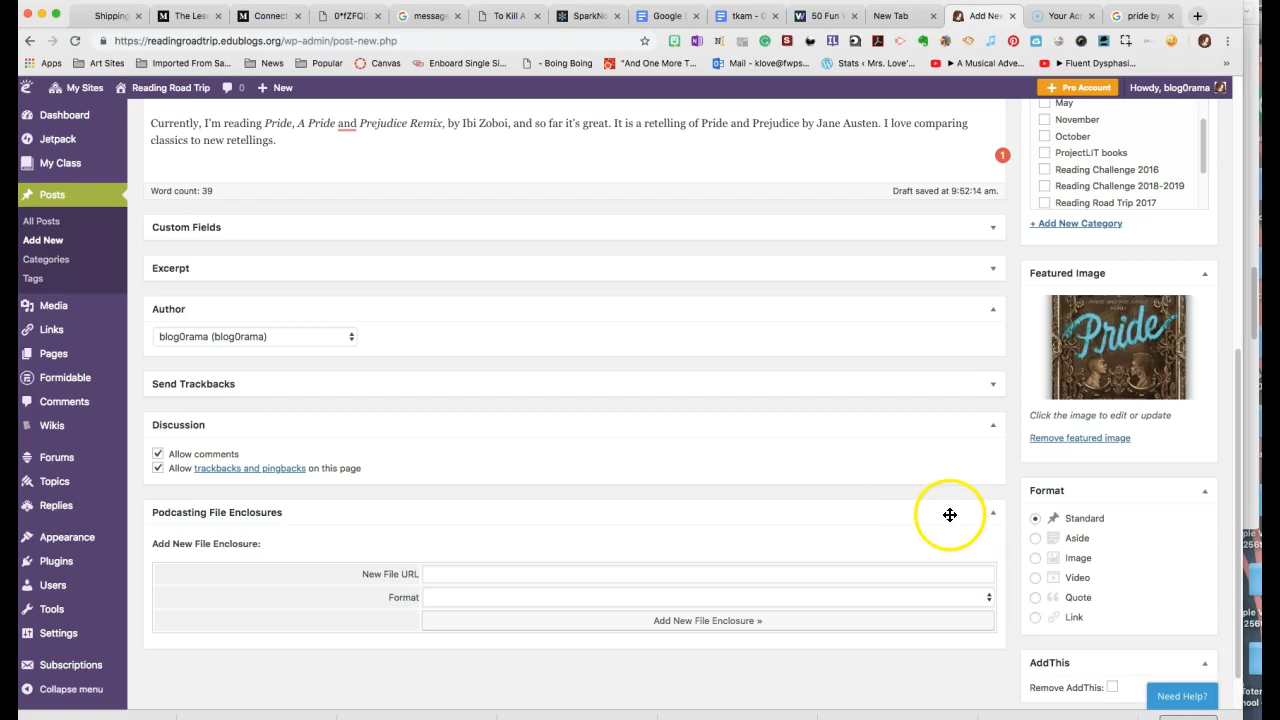 Shipping
The Less
Connec
0*fZFQ(
message
To Kill A
SparkNo
Google
tkam - C
50 Fun
New Tab
Add New
Your Ac
pride by
https://readingroadtrip.edublogs.org/wp-admin/post-new.php
Apps
Art Sites
Imported From Sa...
News
Popular
Enboard Single Si...
- Boing Boing
"And One More T...
Mail - klove@fwps...
Stats ‹ Mrs. Love'...
A Musical Adve...
Fluent Dysphas...
»
My Sites
Reading Road Trip
0
+ New
Pro Account
Howdy, blog0rama
Dashboard
Jetpack
My Class
Posts
All Posts
Add New
Categories
Tags
Media
Links
Pages
Formidable
Comments
Wikis
Forums
Topics
Replies
Appearance
Plugins
Users
Tools
Settings
Subscriptions
Collapse menu
Currently, I'm reading Pride, A Pride and Prejudice Remix, by Ibi Zoboi, and so far it's great. It is a retelling of Pride and Prejudice by Jane Austen. I love comparing
classics to new retellings.
1
Word count: 39
Draft saved at 9:52:14 am.
Custom Fields
Excerpt
Author
blog0rama (blog0rama)
Send Trackbacks
Discussion
Allow comments
Allow trackbacks and pingbacks on this page
Podcasting File Enclosures
Add New File Enclosure:
New File URL
Format
Add New File Enclosure »
May
November
October
ProjectLIT books
Reading Challenge 2016
Reading Challenge 2018-2019
Reading Road Trip 2017
+ Add New Category
Featured Image
Pride
Click the image to edit or update
Remove featured image
Format
Standard
Aside
Image
Video
Quote
Link
AddThis
Remove AddThis:
Need Help?